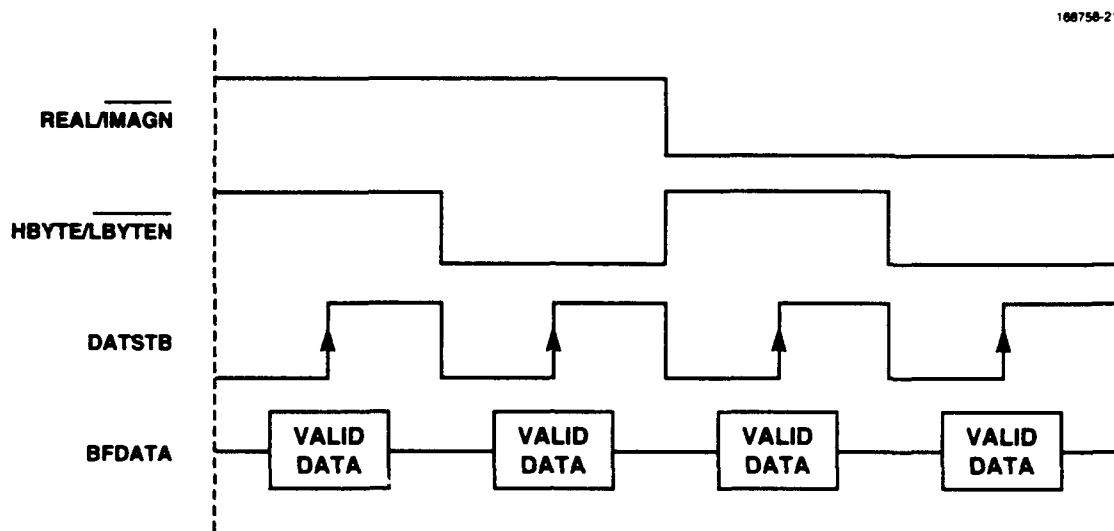 168758-21
REAL/IMAGN
HBYTE/LBYTEN
DATSTB
BFDATA
VALID
DATA
VALID
DATA
VALID
DATA
VALID
DATA